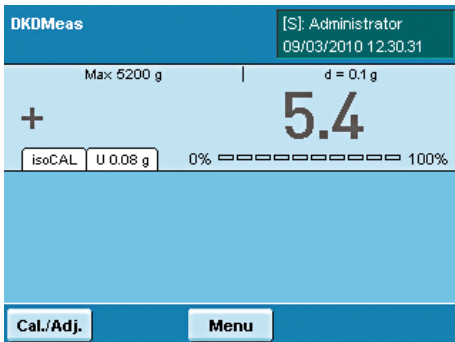 DKDMeas
[S]: Administrator
09/03/2010 12.30.31
Max 5200 g
d = 0.1 g
+ 5.4
isoCAL U 0.08 g 0% 100%
Cal./Adj. Menu